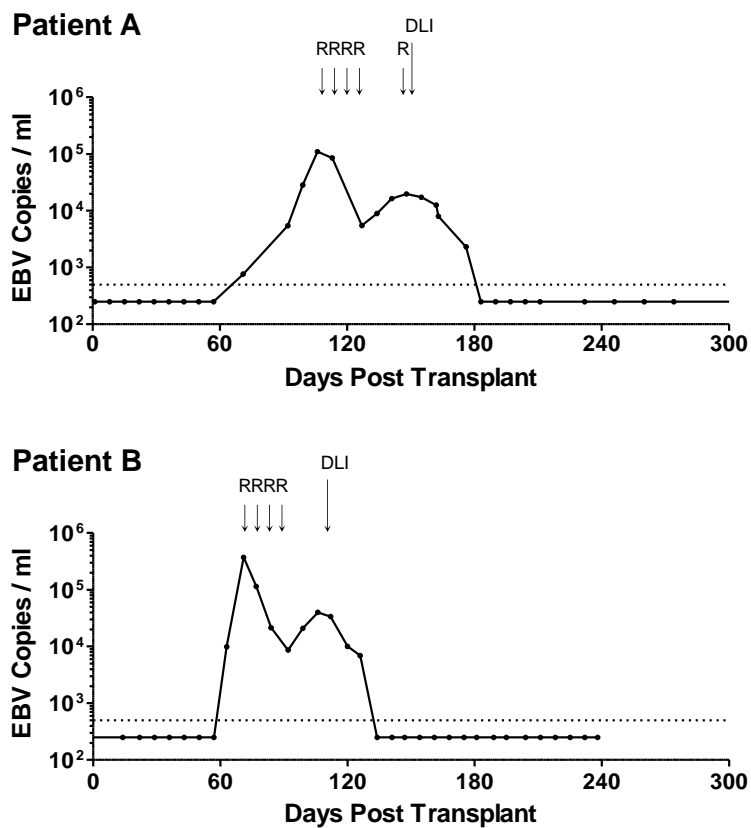 Patient A
DLI
RRRR R
10⁶
10⁵
10⁴
10³
10²
EBV Copies / ml
0 60 120 180 240 300
Days Post Transplant
Patient B
DLI
RRRR
10⁶
10⁵
10⁴
10³
10²
EBV Copies / ml
0 60 120 180 240 300
Days Post Transplant